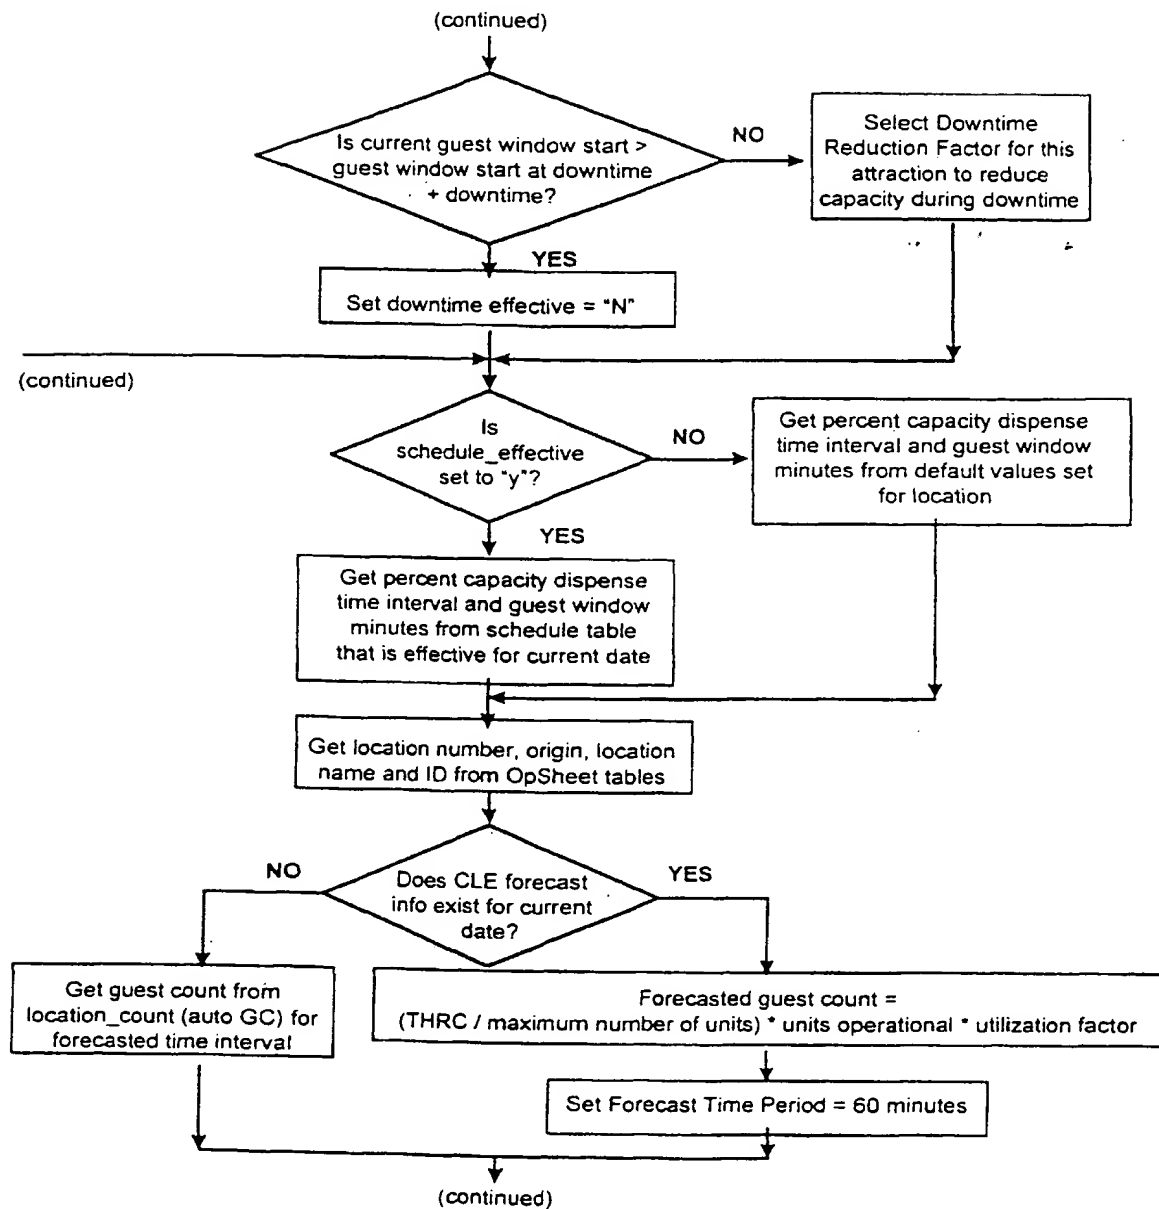 (continued)
Is current guest window start >
guest window start at downtime
+ downtime?
NO
Select Downtime
Reduction Factor for this
attraction to reduce
capacity during downtime
YES
Set downtime effective = "N"
(continued)
Is
schedule_effective
set to "y"?
NO
Get percent capacity dispense
time interval and guest window
minutes from default values set
for location
YES
Get percent capacity dispense
time interval and guest window
minutes from schedule table
that is effective for current date
Get location number, origin, location
name and ID from OpSheet tables
NO
Does CLE forecast
info exist for current
date?
YES
Get guest count from
location_count (auto GC) for
forecasted time interval
Forecasted guest count =
(THRC / maximum number of units) * units operational * utilization factor
Set Forecast Time Period = 60 minutes
(continued)